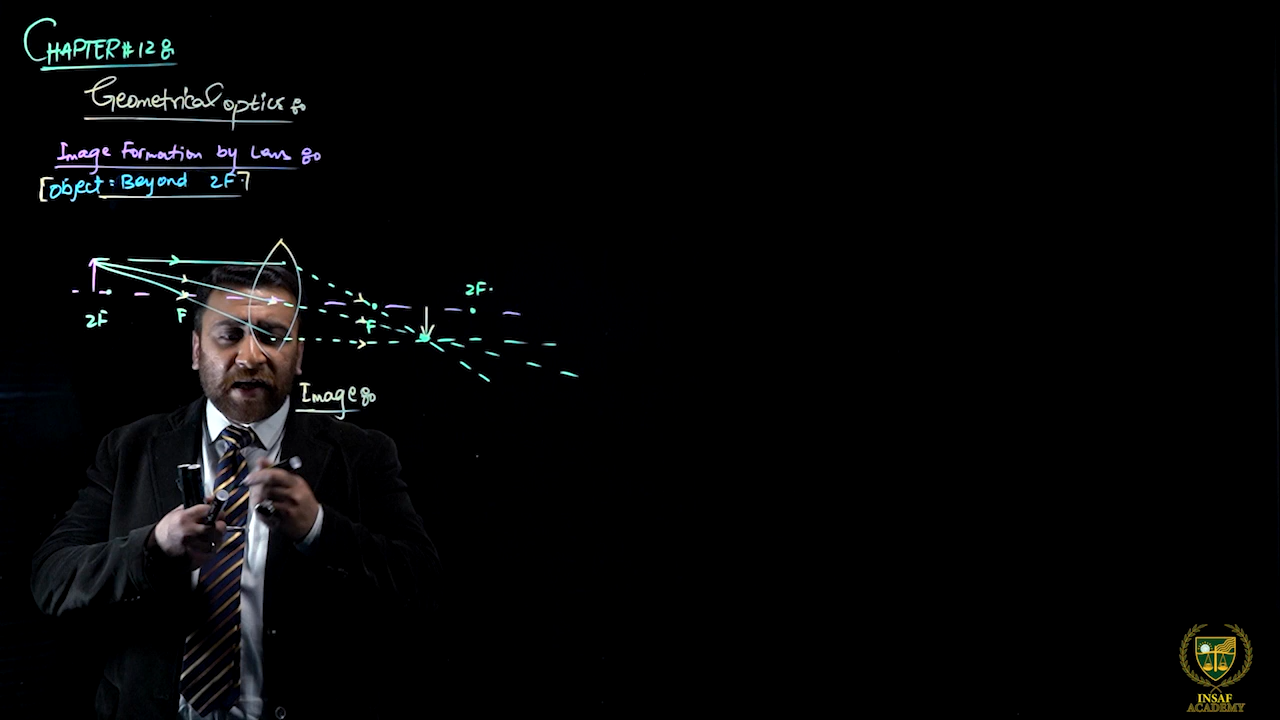 CHAPTER # 12 :
Geometrical optics :
Image Formation by Lens :
[Object : Beyond 2F.]
2F
F
F
2F.
Image :
INSAF
ACADEMY